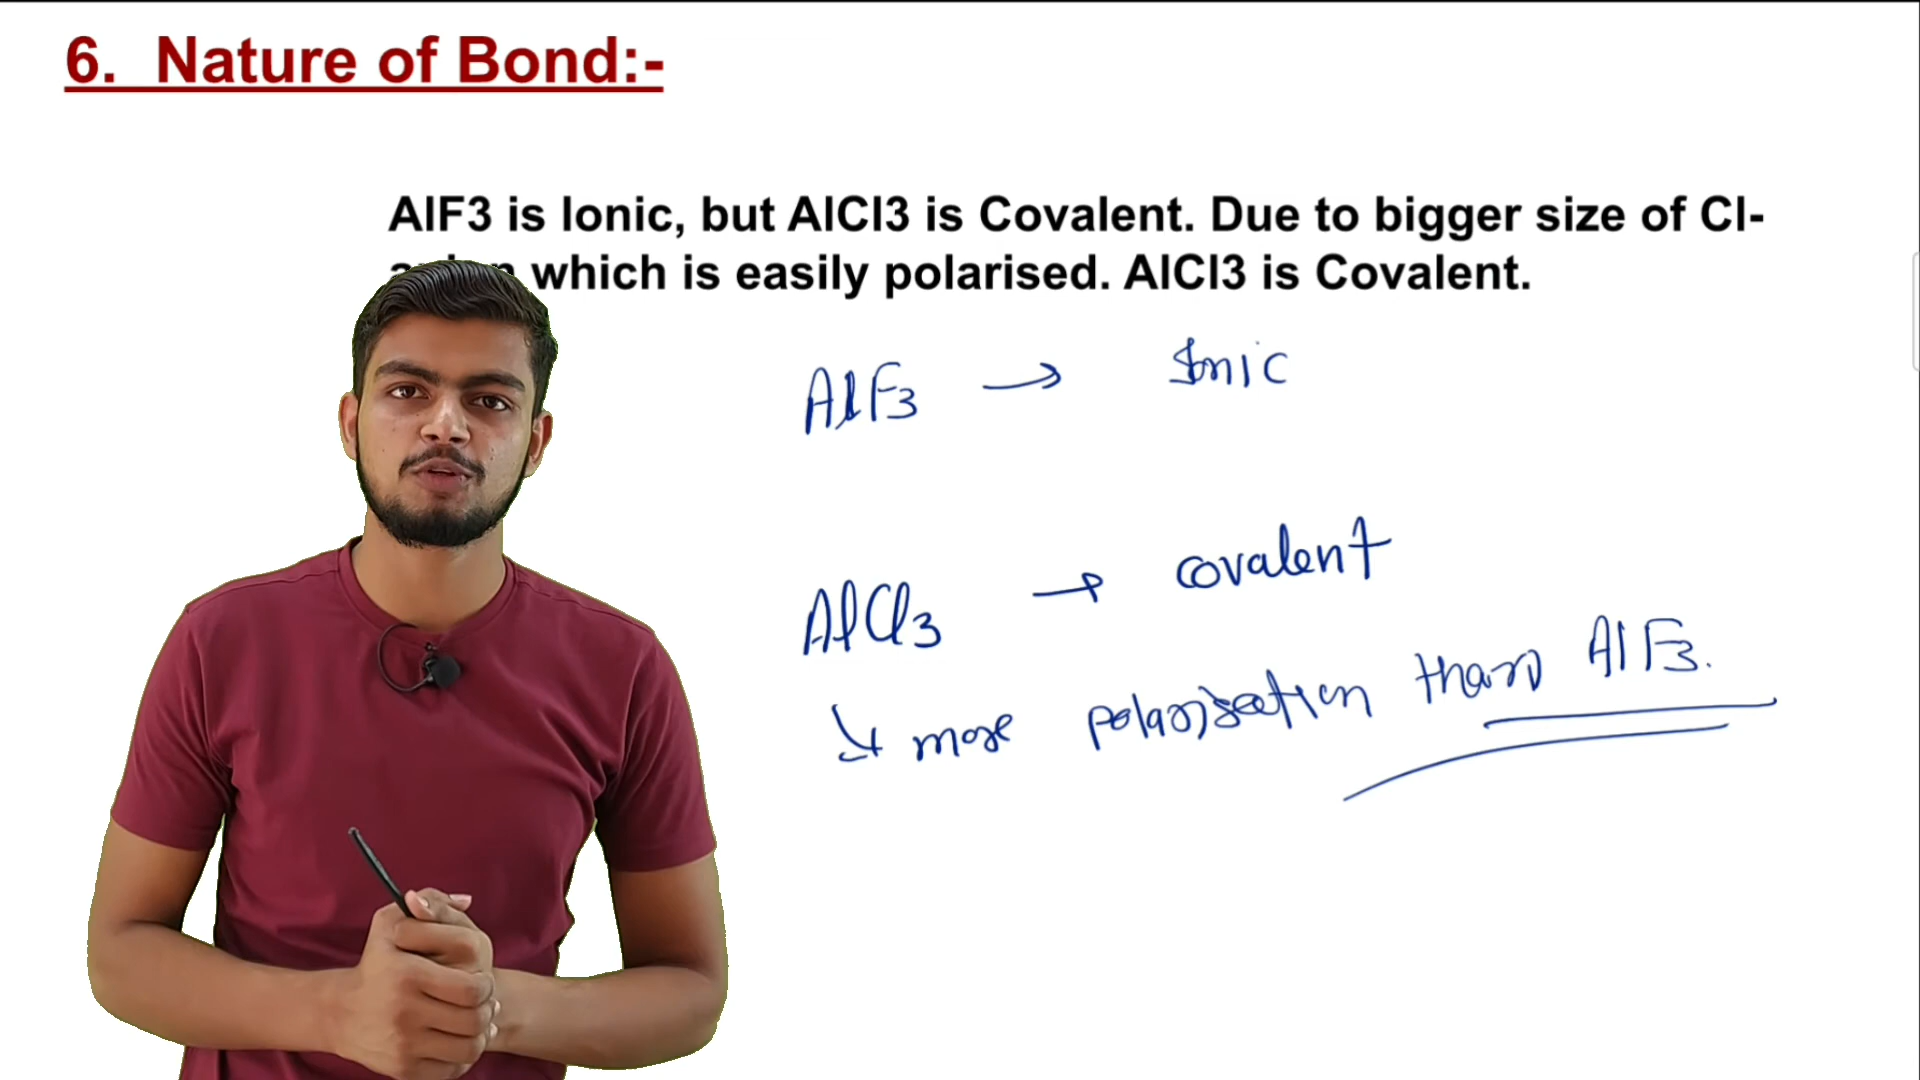 6. Nature of Bond:-
AlF3 is Ionic, but AlCl3 is Covalent. Due to bigger size of Cl-
which is easily polarised. AlCl3 is Covalent.
AlF3 → Ionic
AlCl3 → covalent
↳ more polarisation than AlF3.